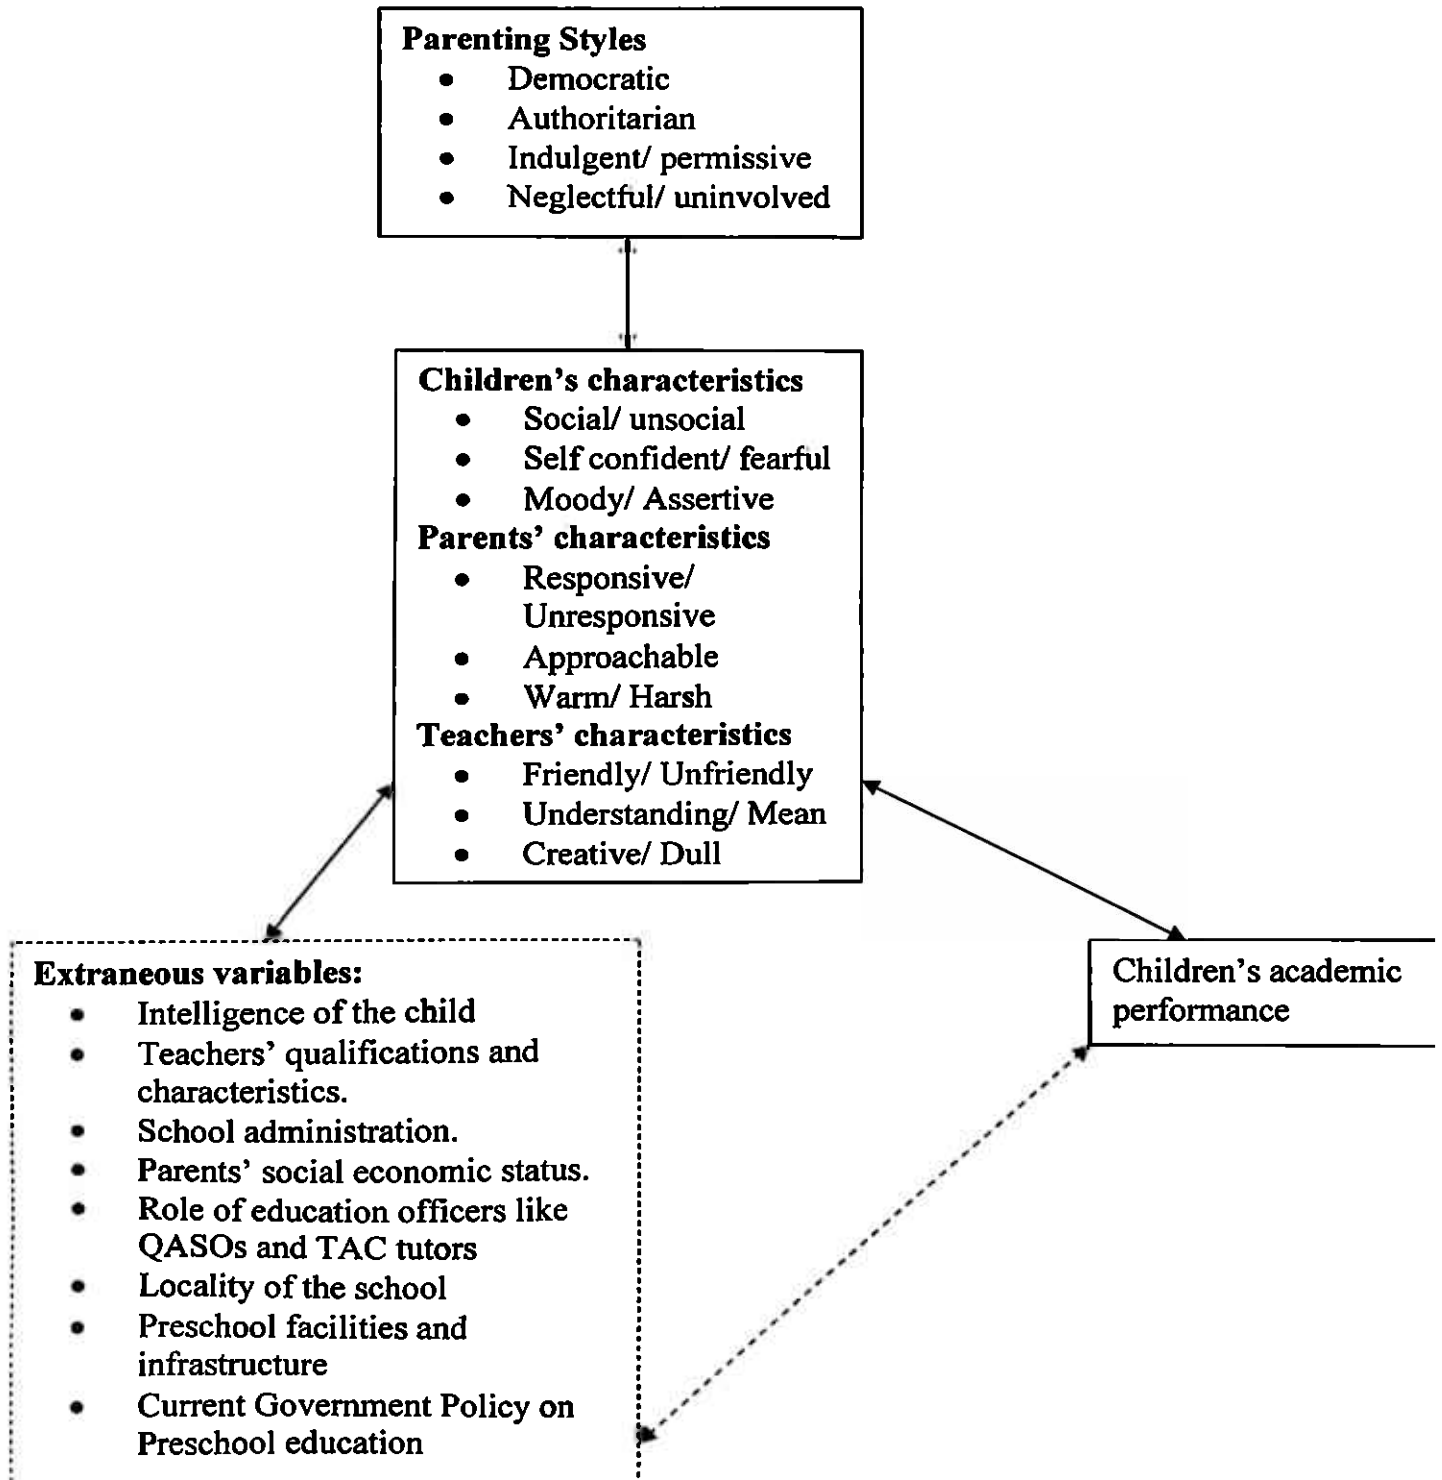 Parenting Styles
• Democratic
• Authoritarian
• Indulgent/ permissive
• Neglectful/ uninvolved
Children’s characteristics
• Social/ unsocial
• Self confident/ fearful
• Moody/ Assertive
Parents’ characteristics
• Responsive/
Unresponsive
• Approachable
• Warm/ Harsh
Teachers’ characteristics
• Friendly/ Unfriendly
• Understanding/ Mean
• Creative/ Dull
Extraneous variables:
• Intelligence of the child
• Teachers’ qualifications and
characteristics.
• School administration.
• Parents’ social economic status.
• Role of education officers like
QASOs and TAC tutors
• Locality of the school
• Preschool facilities and
infrastructure
• Current Government Policy on
Preschool education
Children’s academic
performance